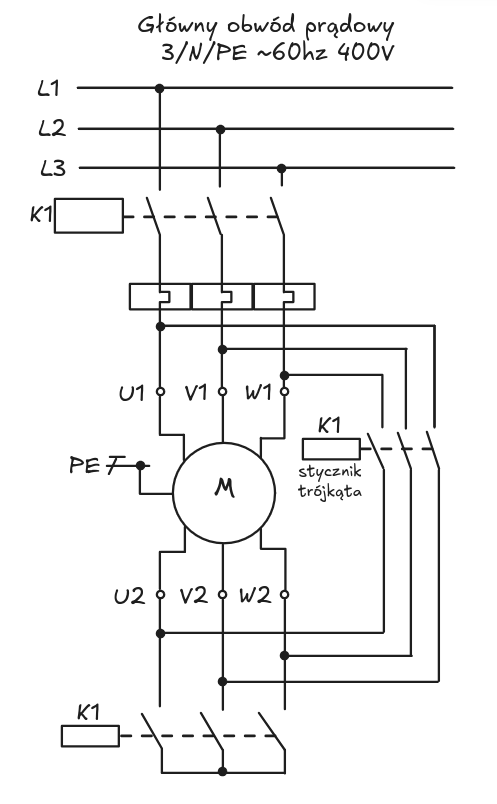 Główny obwód prądowy
3/N/PE ~60hz 400V
L1
L2
L3
K1
U1 V1 W1
K1
PE
M
stycznik
trójkąta
U2 V2 W2
K1